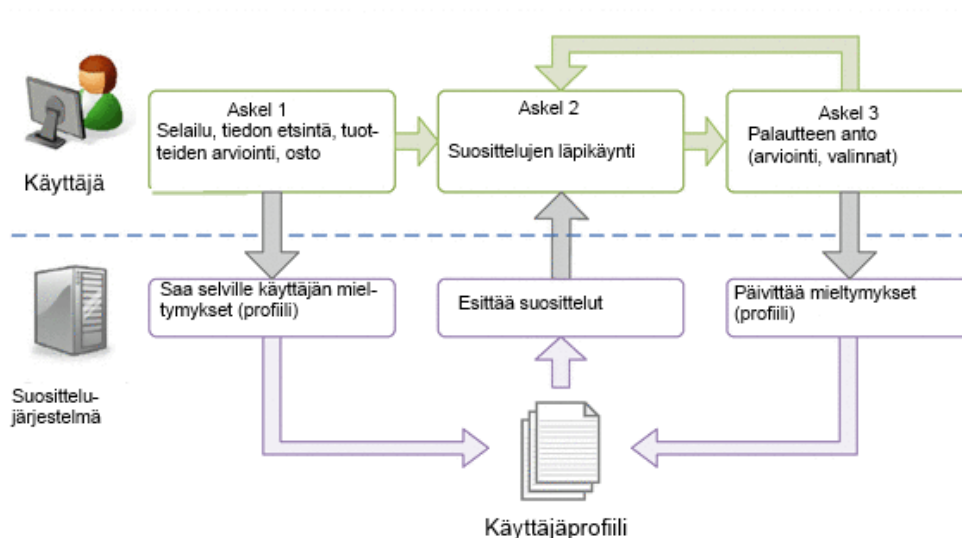 Askel 1
Selailu, tiedon etsintä, tuot-
teiden arviointi, osto
Askel 2
Suosittelujen läpikäynti
Askel 3
Palautteen anto
(arviointi, valinnat)
Käyttäjä
Saa selville käyttäjän miel-
tymykset (profiili)
Esittää suosittelut
Päivittää mieltymykset
(profiili)
Suosittelu-
järjestelmä
Käyttäjäprofiili